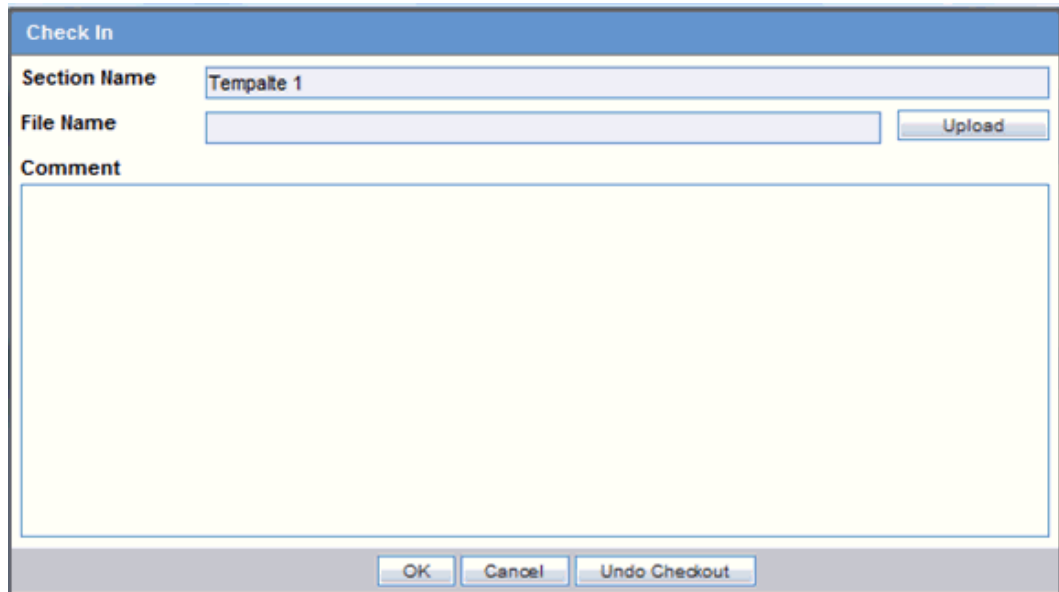 Check In
Section Name Tempalte 1
File Name Upload
Comment
OK Cancel Undo Checkout